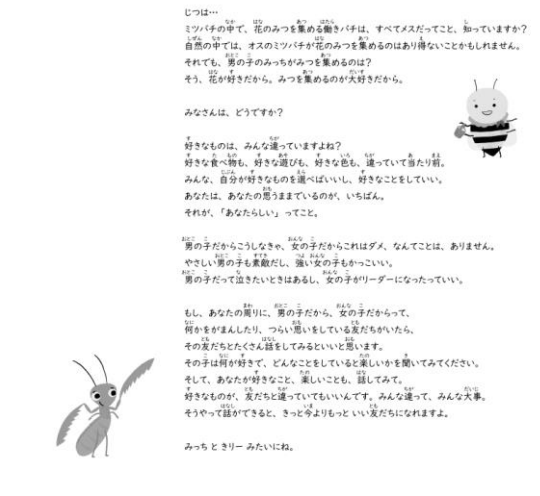 じつは…
ミツバチの中で、花のみつを集める働きバチは、すべてメスだってこと、知っていますか？
自然の中では、オスのミツバチが花のみつを集めるのはあり得ないことかもしれません。
それでも、男の子のみっちがみつを集めるのは？
そう、花が好きだから。みつを集めるのが大好きだから。
みなさんは、どうですか？
好きなものは、みんな違っていますよね？
好きな食べ物も、好きな遊びも、好きな色も、違っていて当たり前。
みんな、自分が好きなものを選べばいいし、好きなことをしていい。
あなたは、あなたの思うままでいるのが、いちばん。
それが、「あなたらしい」ってこと。
男の子だからこうしなきゃ、女の子だからこれはダメ、なんてことは、ありません。
やさしい男の子も素敵だし、強い女の子もかっこいい。
男の子だって泣きたいときはあるし、女の子がリーダーになったっていい。
もし、あなたの周りに、男の子だから、女の子だからって、
何かをがまんしたり、つらい思いをしている友だちがいたら、
その友だちとたくさん話をしてみるといいと思います。
その子は何が好きで、どんなことをしていると楽しいかを聞いてみてください。
そして、あなたが好きなこと、楽しいことも、話してみて。
好きなものが、友だちと違っていてもいいんです。みんな違って、みんな大事。
そうやって話ができると、きっと今よりもっと いい友だちになれますよ。
みっち と きりー みたいにね。